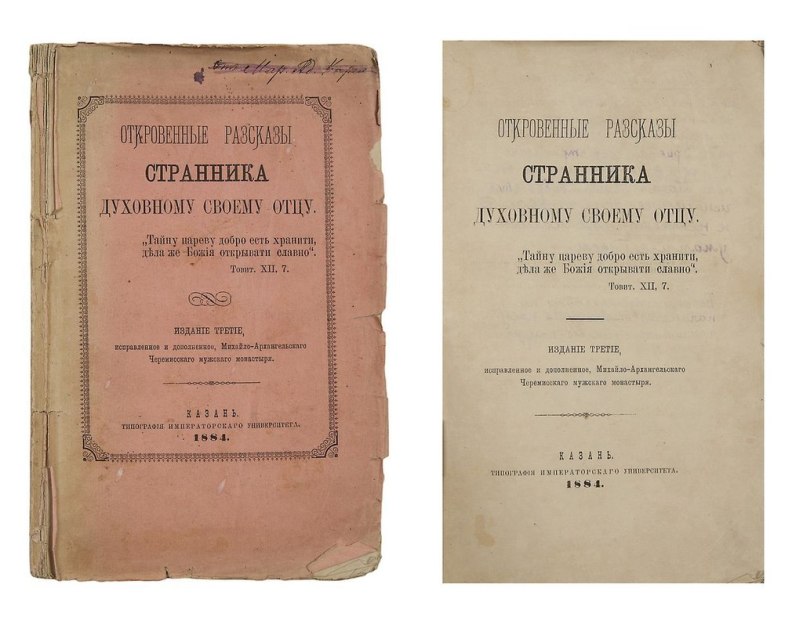 ОТКРОВЕННЫЕ РАЗСКАЗЫ
СТРАННИКА
ДУХОВНОМУ СВОЕМУ ОТЦУ.
„Тайну цареву добро есть хранити,
дѣла же Божія открывати славно“.
Товит. XII, 7.
ИЗДАНІЕ ТРЕТІЕ,
исправленное и дополненное, Михайло-Архангельскаго
Черемисскаго мужскаго монастыря.
КАЗАНЬ.
ТИПОГРАФІЯ ИМПЕРАТОРСКАГО УНИВЕРСИТЕТА.
1884.
ОТКРОВЕННЫЕ РАЗСКАЗЫ
СТРАННИКА
ДУХОВНОМУ СВОЕМУ ОТЦУ.
„Тайну цареву добро есть хранити,
дѣла же Божія открывати славно“.
Товит. XII, 7.
ИЗДАНІЕ ТРЕТІЕ,
исправленное и дополненное, Михайло-Архангельскаго
Черемисскаго мужскаго монастыря.
КАЗАНЬ.
ТИПОГРАФІЯ ИМПЕРАТОРСКАГО УНИВЕРСИТЕТА.
1884.